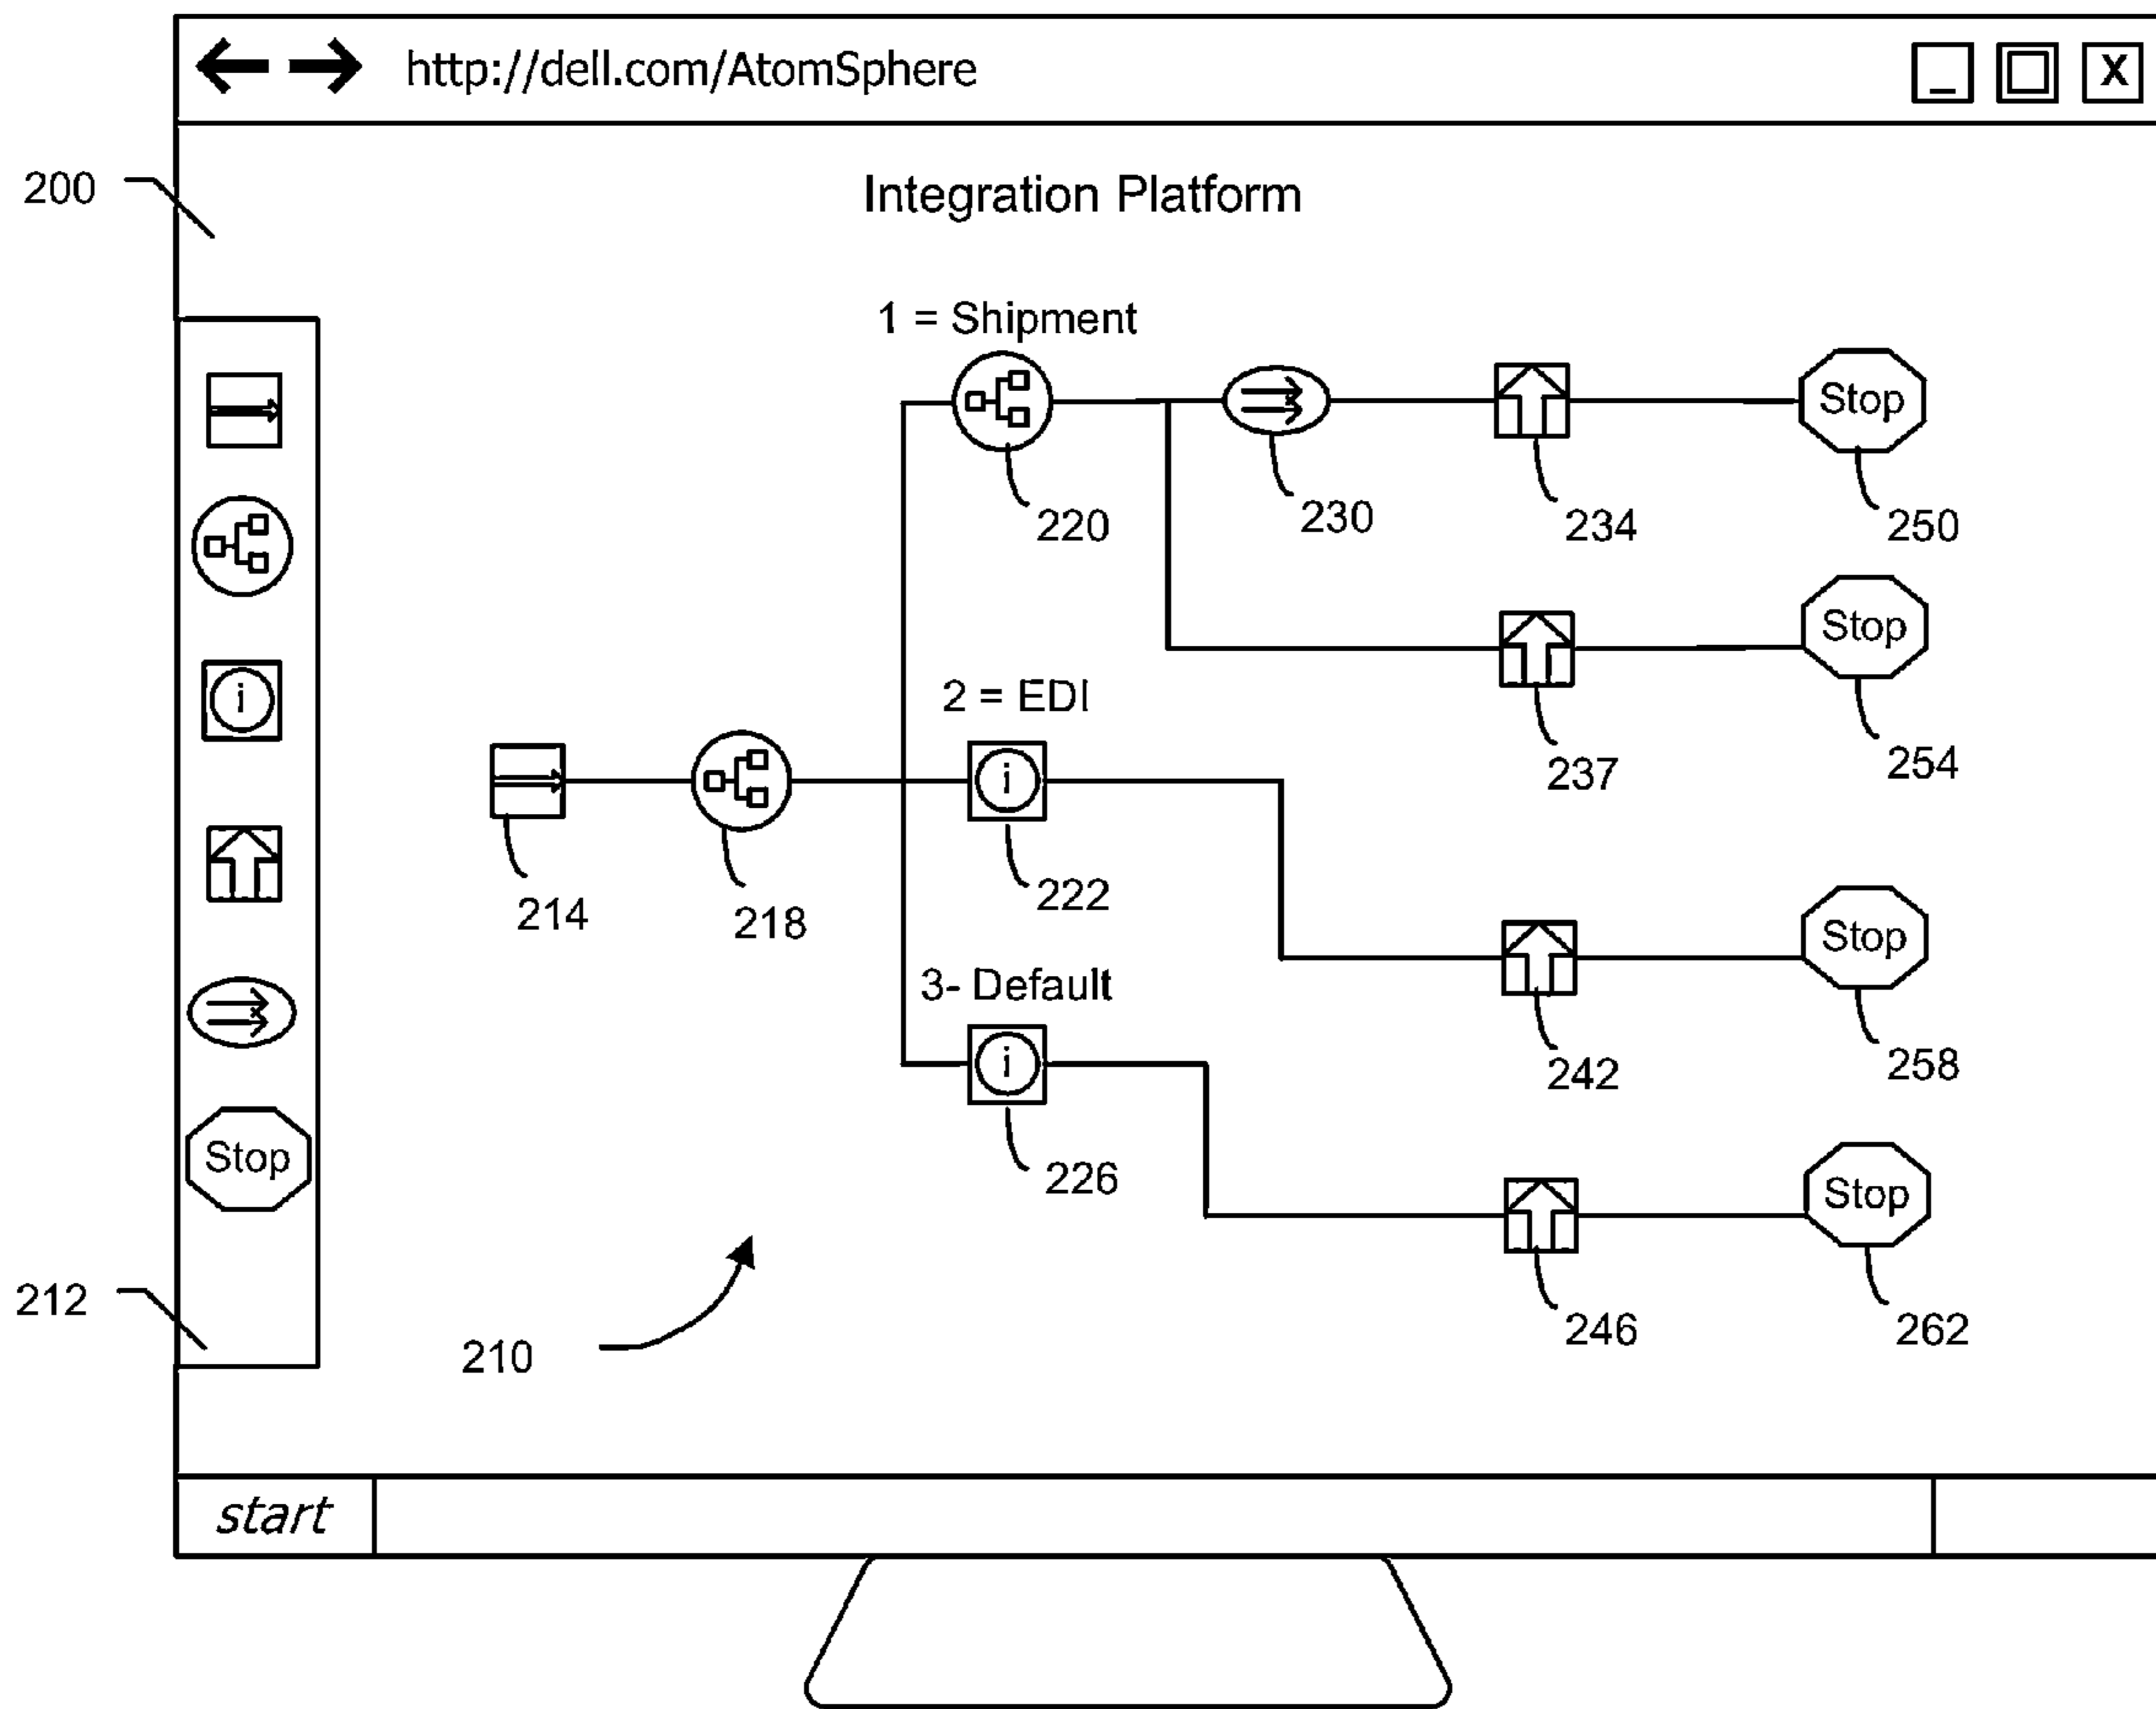 http://dell.com/AtomSphere
_ X
200
Integration Platform
1 = Shipment
Stop
220
230
234
250
Stop
2 = EDI
i
237
254
i
214
218
222
Stop
3- Default
i
242
258
Stop
226
Stop
212
210
246
262
start